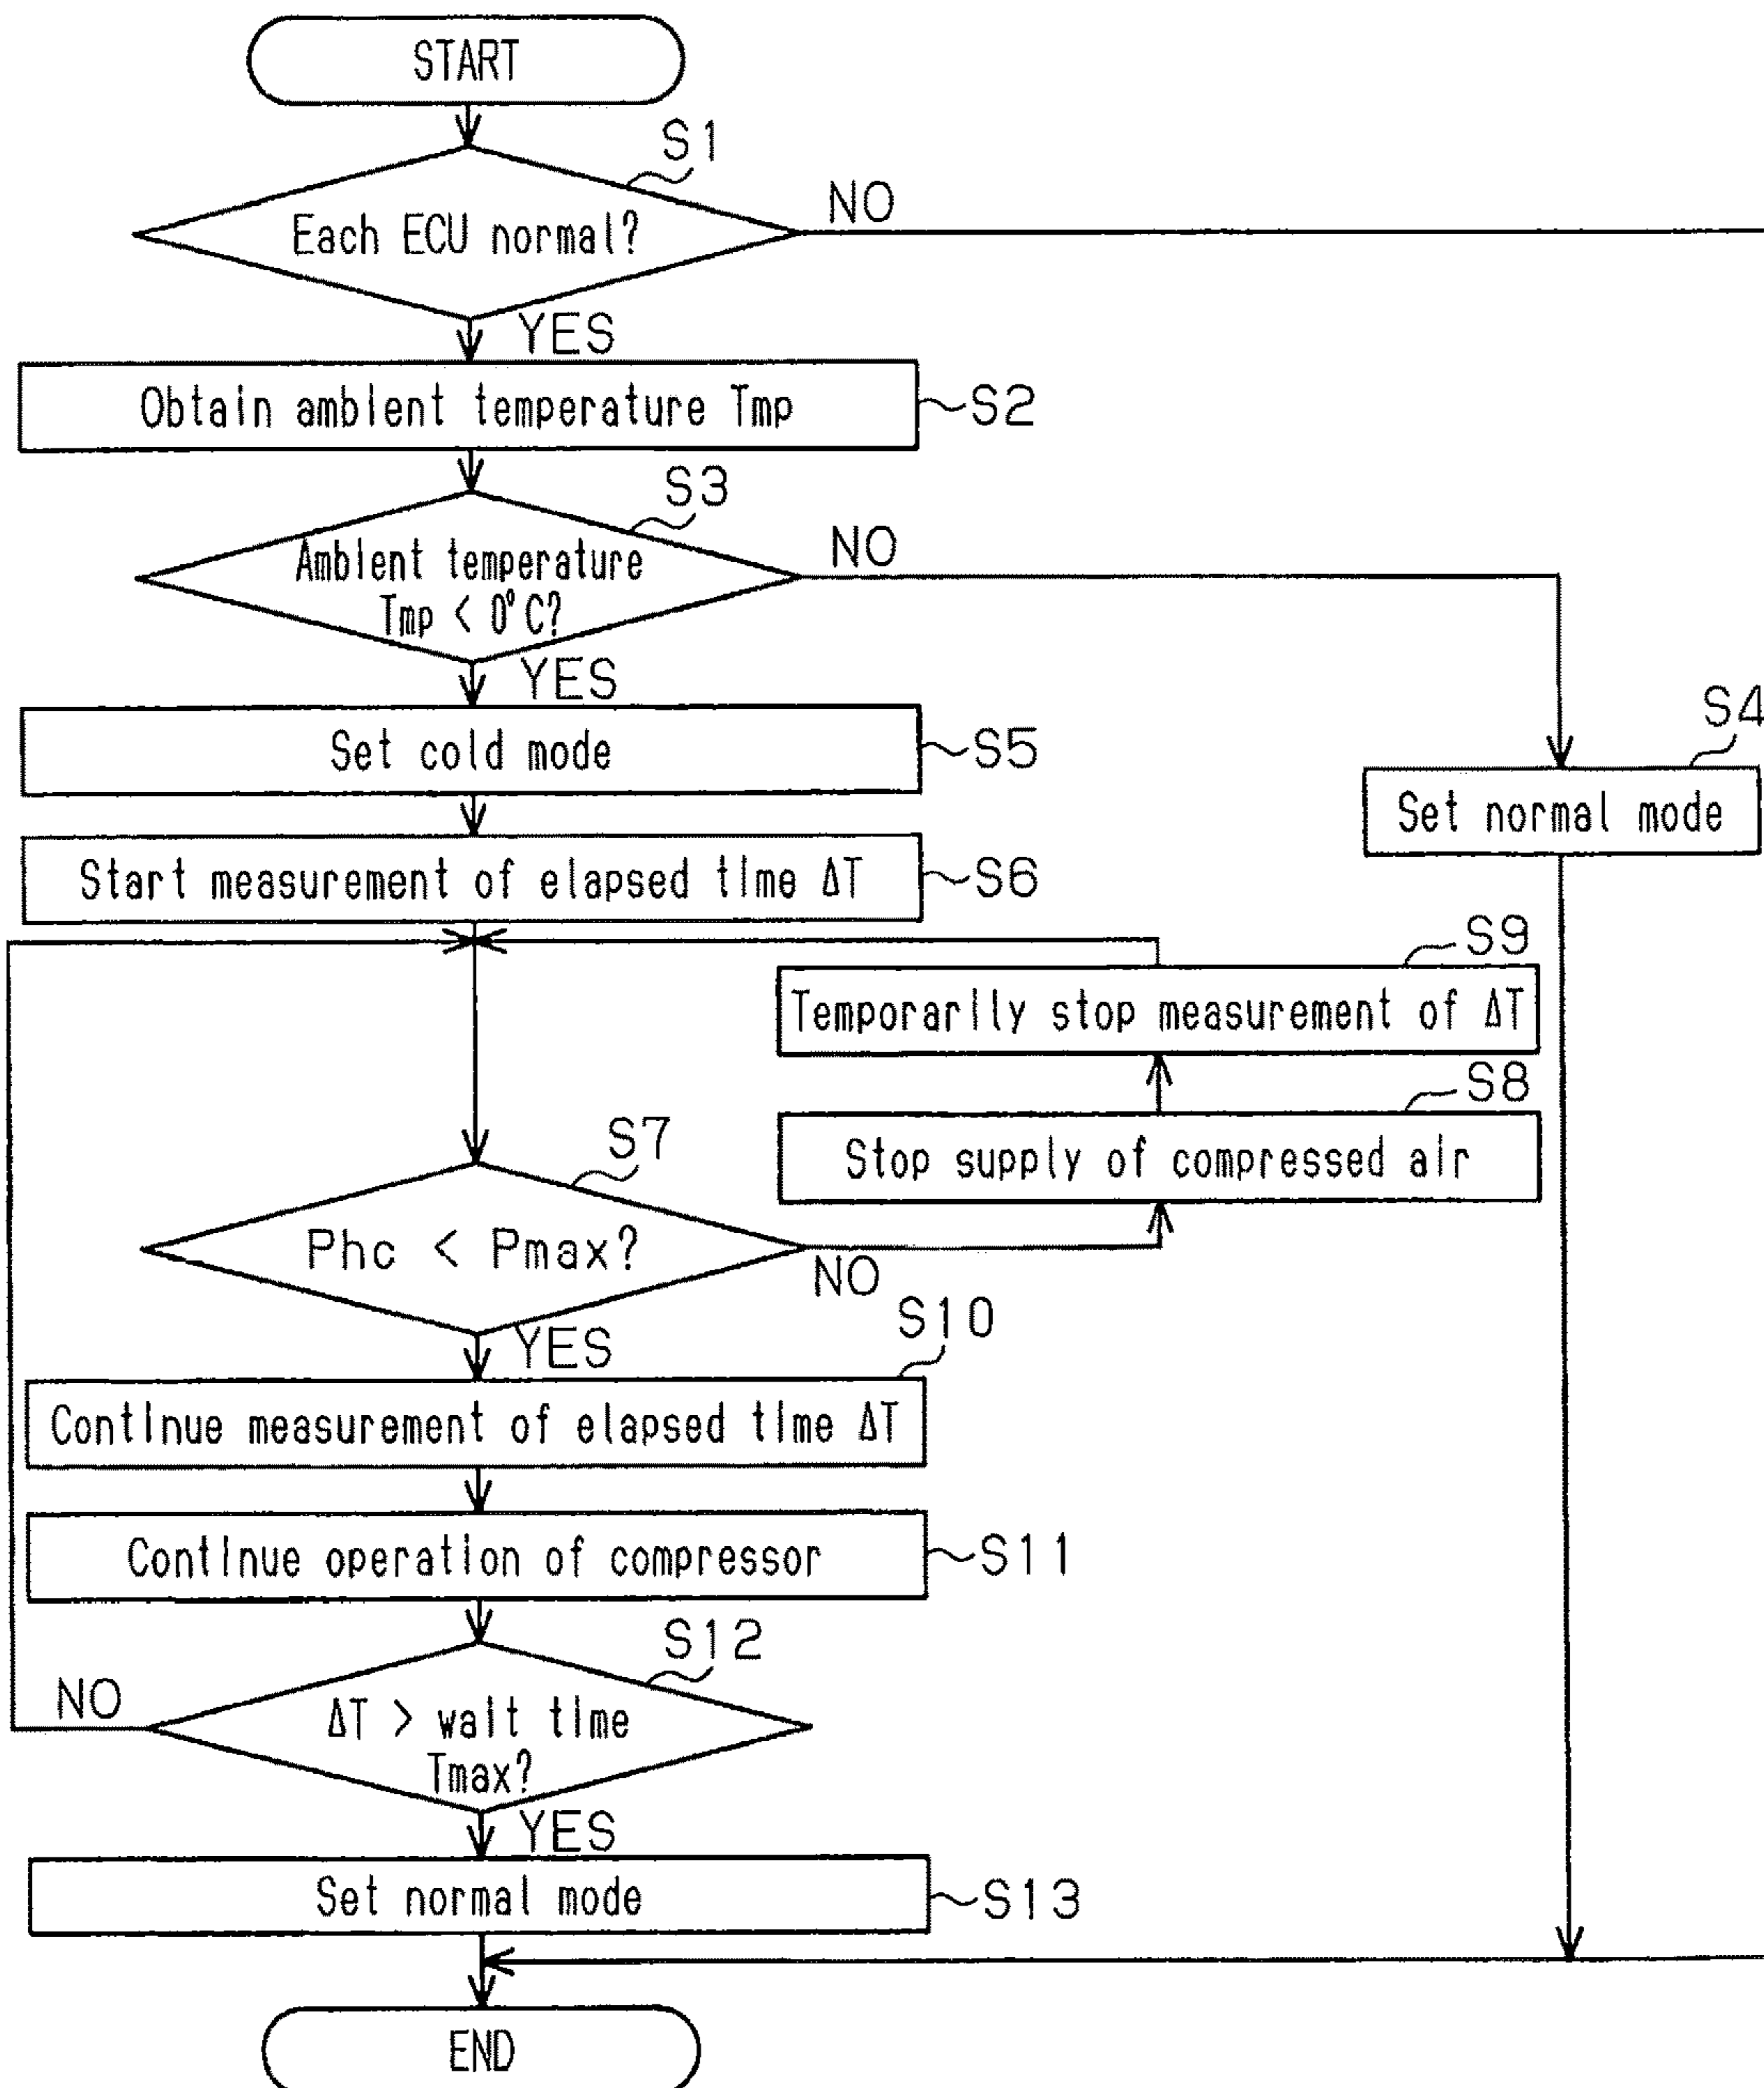 START
S1
Each ECU normal?
NO
YES
Obtain ambient temperature Tmp
S2
S3
Ambient temperature
Tmp < 0°C?
NO
YES
S4
Set normal mode
Set cold mode
S5
Start measurement of elapsed time ΔT
S6
S9
Temporarily stop measurement of ΔT
S8
Stop supply of compressed air
S7
Phc < Pmax?
NO
YES
S10
Continue measurement of elapsed time ΔT
Continue operation of compressor
S11
S12
NO
ΔT > wait time
Tmax?
YES
Set normal mode
S13
END